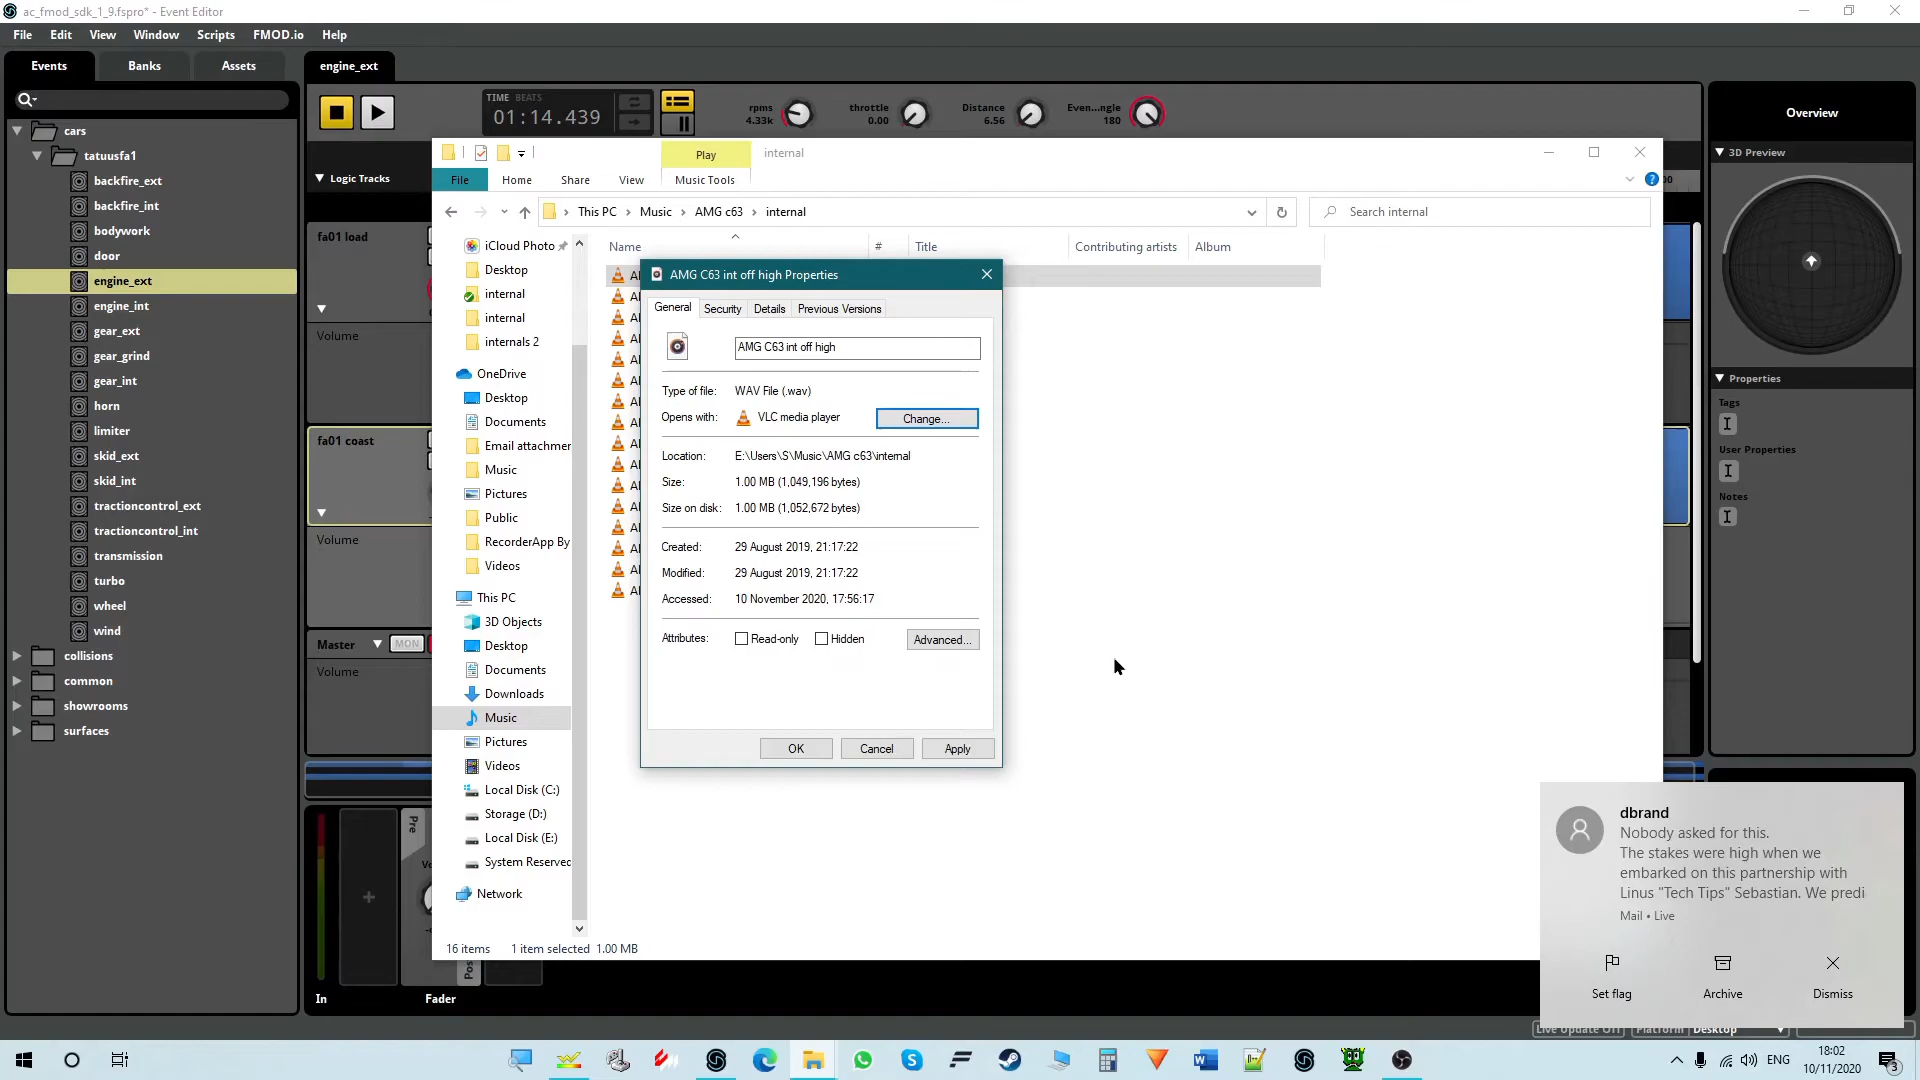 ac_fmod_sdk_1_9.fspro* - Event Editor
File Edit View Window Scripts FMOD.io Help
Events Banks Assets
engine_ext
cars
tatuusfa1
backfire_ext
backfire_int
bodywork
door
engine_ext
engine_int
gear_ext
gear_grind
gear_int
horn
limiter
skid_ext
skid_int
tractioncontrol_ext
tractioncontrol_int
transmission
turbo
wheel
wind
collisions
common
showrooms
surfaces
TIME BEATS
01:14.439
rpms
4.33k
throttle
0.00
Distance
6.56
Even...ngle
180
Logic Tracks
fa01 load
Volume
fa01 coast
Volume
Master MON
Volume
Pre
In
Fader
Overview
3D Preview
Properties
Tags
User Properties
Notes
Play internal
File Home Share View Music Tools
This PC > Music > AMG c63 > internal
Search internal
Name # Title Contributing artists Album
iCloud Photo
Desktop
internal
internal
internals 2
OneDrive
Desktop
Documents
Email attachmen
Music
Pictures
Public
RecorderApp By
Videos
This PC
3D Objects
Desktop
Documents
Downloads
Music
Pictures
Videos
Local Disk (C:)
Storage (D:)
Local Disk (E:)
System Reserved
Network
16 items 1 item selected 1.00 MB
AMG C63 int off high Properties
General Security Details Previous Versions
AMG C63 int off high
Type of file: WAV File (.wav)
Opens with: VLC media player Change...
Location: E:\Users\S\Music\AMG c63\internal
Size: 1.00 MB (1,049,196 bytes)
Size on disk: 1.00 MB (1,052,672 bytes)
Created: 29 August 2019, 21:17:22
Modified: 29 August 2019, 21:17:22
Accessed: 10 November 2020, 17:56:17
Attributes: Read-only Hidden Advanced...
OK Cancel Apply
dbrand
Nobody asked for this.
The stakes were high when we
embarked on this partnership with
Linus "Tech Tips" Sebastian. We predi
Mail • Live
Set flag Archive Dismiss
Live Update Off Platform Desktop
ENG
18:02
10/11/2020
3